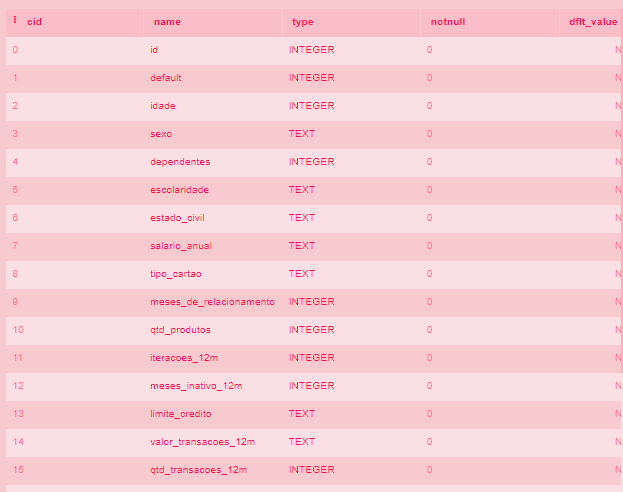 ⋮ cid name type notnull dflt_value
0 id INTEGER 0 N
1 default INTEGER 0 N
2 idade INTEGER 0 N
3 sexo TEXT 0 N
4 dependentes INTEGER 0 N
5 escolaridade TEXT 0 N
6 estado_civil TEXT 0 N
7 salario_anual TEXT 0 N
8 tipo_cartao TEXT 0 N
9 meses_de_relacionamento INTEGER 0 N
10 qtd_produtos INTEGER 0 N
11 iteracoes_12m INTEGER 0 N
12 meses_inativo_12m INTEGER 0 N
13 limite_credito TEXT 0 N
14 valor_transacoes_12m TEXT 0 N
15 qtd_transacoes_12m INTEGER 0 N